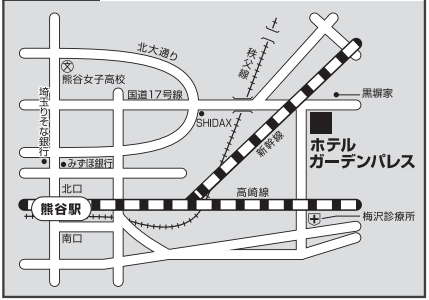 北大通り
秩父線
文
熊谷女子高校
国道17号線
黒塀家
埼玉りそな銀行
SHIDAX
新幹線
ホテル
ガーデンパレス
みずほ銀行
北口
高崎線
熊谷駅
梅沢診療所
南口